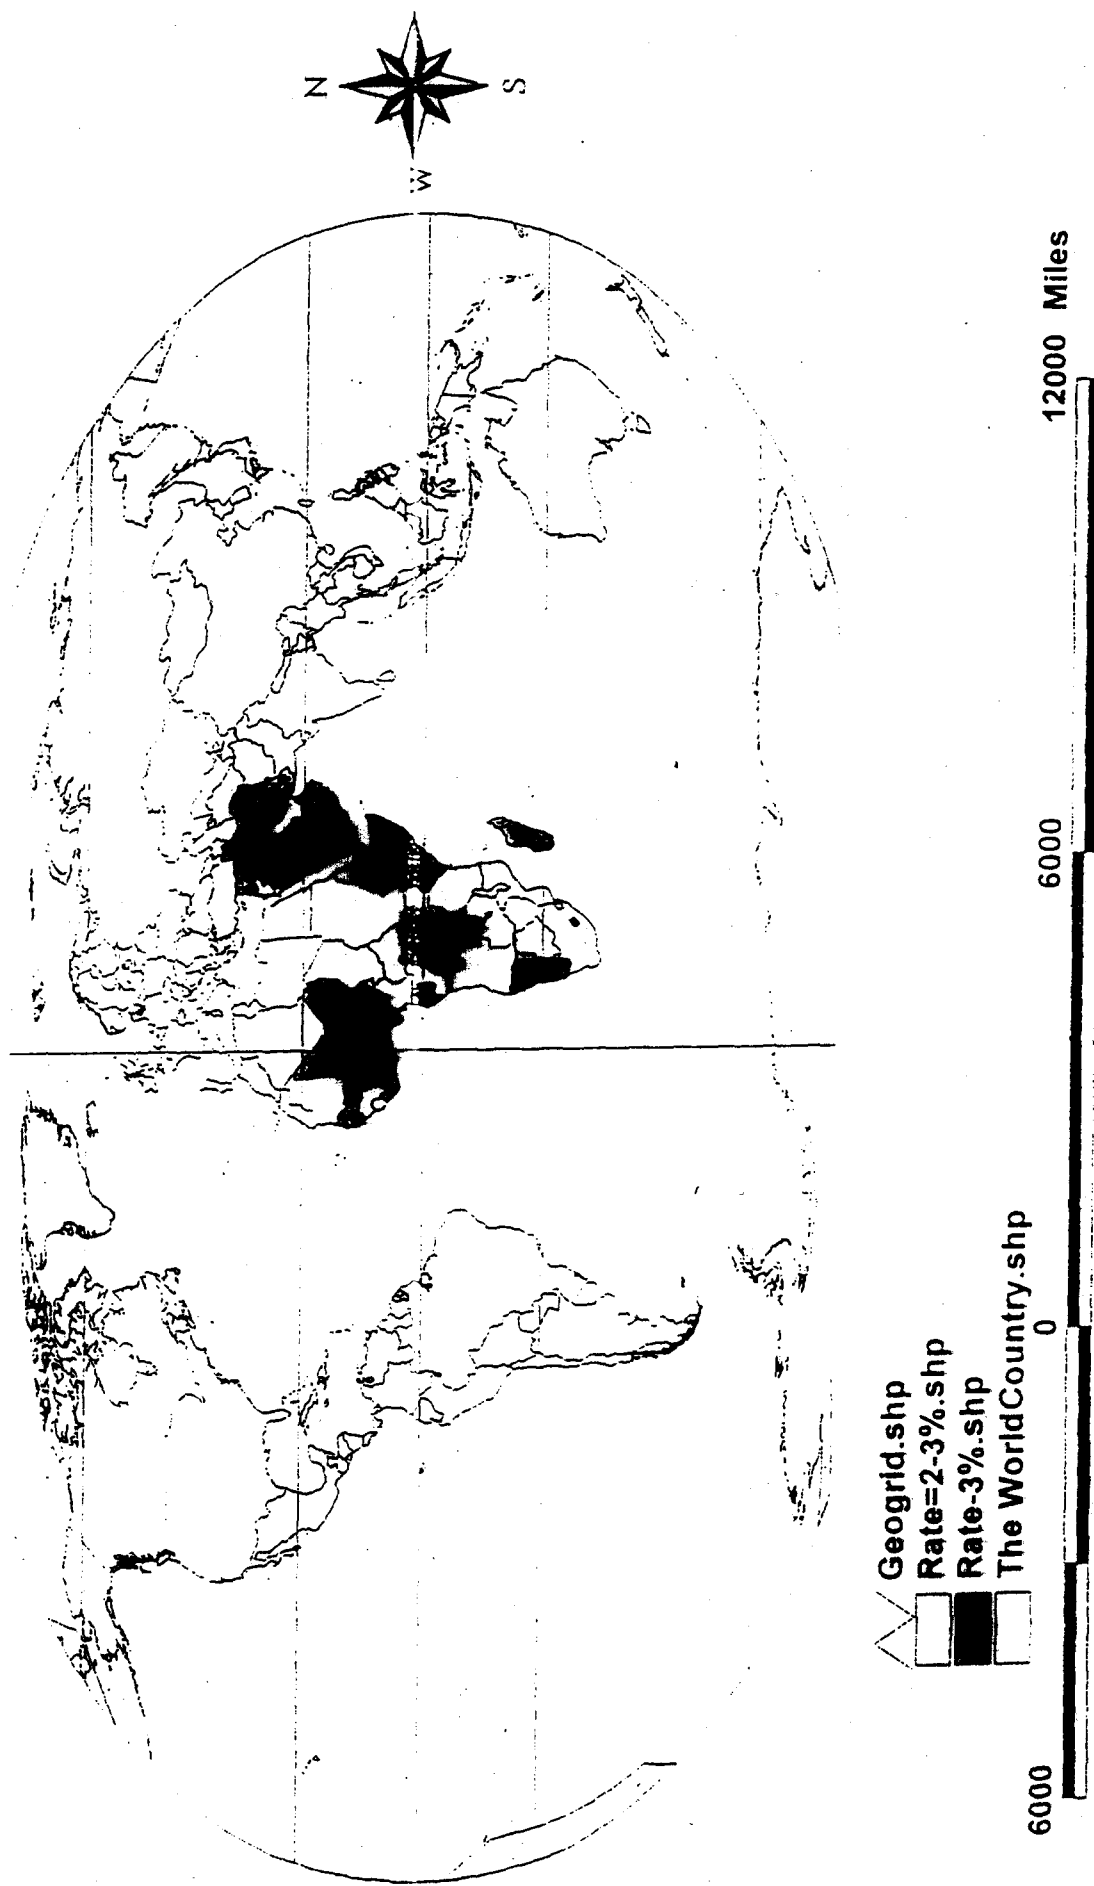 N
S
W
Geogrid.shp
Rate=2-3%.shp
Rate-3%.shp
The WorldCountry.shp
6000 0 6000 12000 Miles